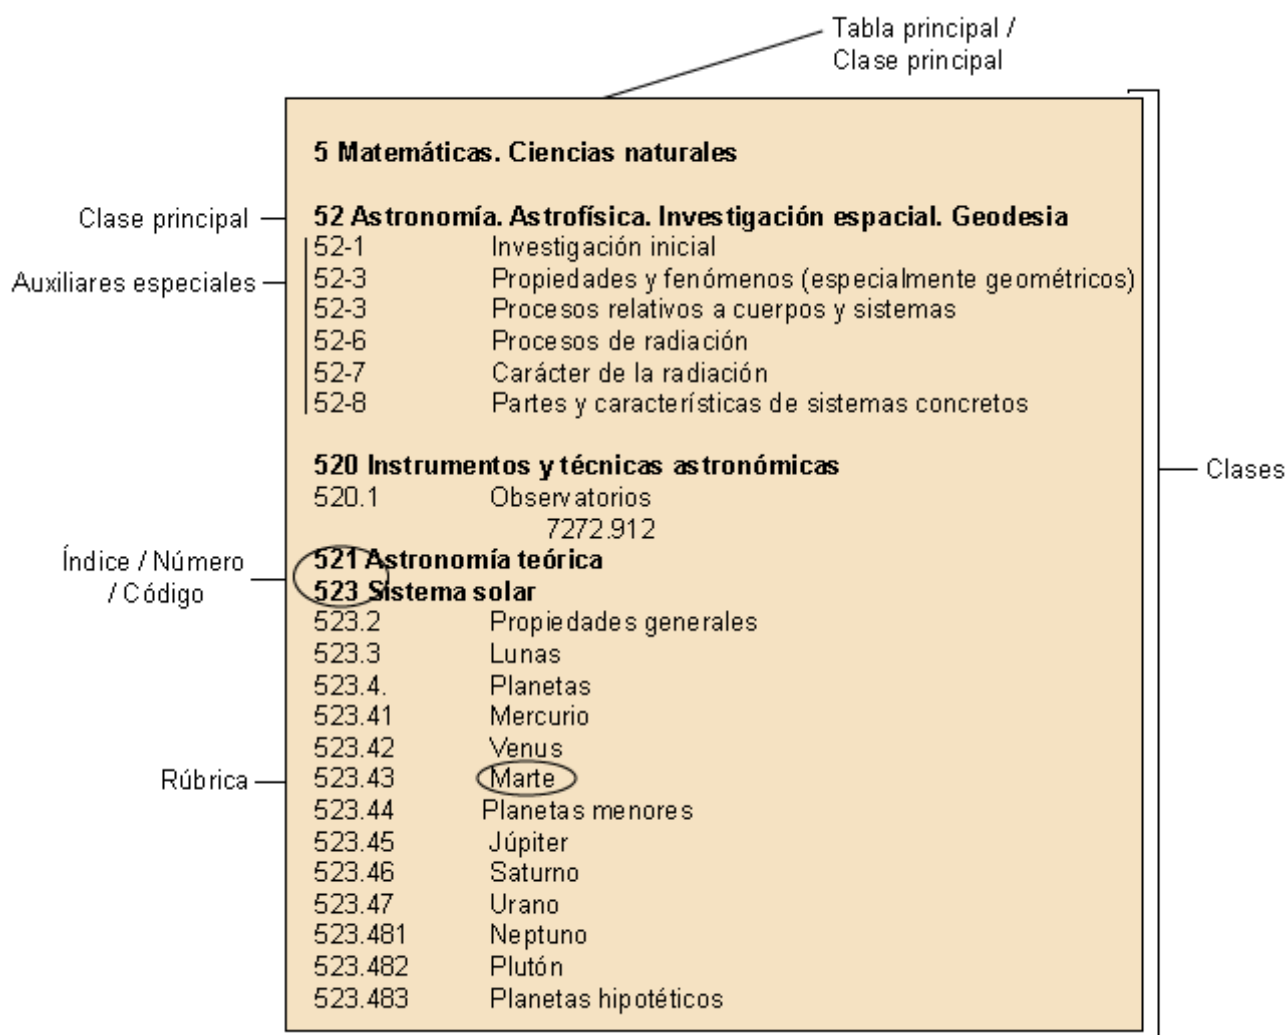 Tabla principal /
Clase principal
5 Matemáticas. Ciencias naturales
Clase principal
52 Astronomía. Astrofísica. Investigación espacial. Geodesia
52-1 Investigación inicial
Auxiliares especiales
52-3 Propiedades y fenómenos (especialmente geométricos)
52-3 Procesos relativos a cuerpos y sistemas
52-6 Procesos de radiación
52-7 Carácter de la radiación
52-8 Partes y características de sistemas concretos
520 Instrumentos y técnicas astronómicas
Clases
520.1 Observatorios
7272.912
521 Astronomía teórica
Índice / Número
/ Código
523 Sistema solar
523.2 Propiedades generales
523.3 Lunas
523.4. Planetas
523.41 Mercurio
523.42 Venus
Rúbrica
523.43 Marte
523.44 Planetas menores
523.45 Júpiter
523.46 Saturno
523.47 Urano
523.481 Neptuno
523.482 Plutón
523.483 Planetas hipotéticos